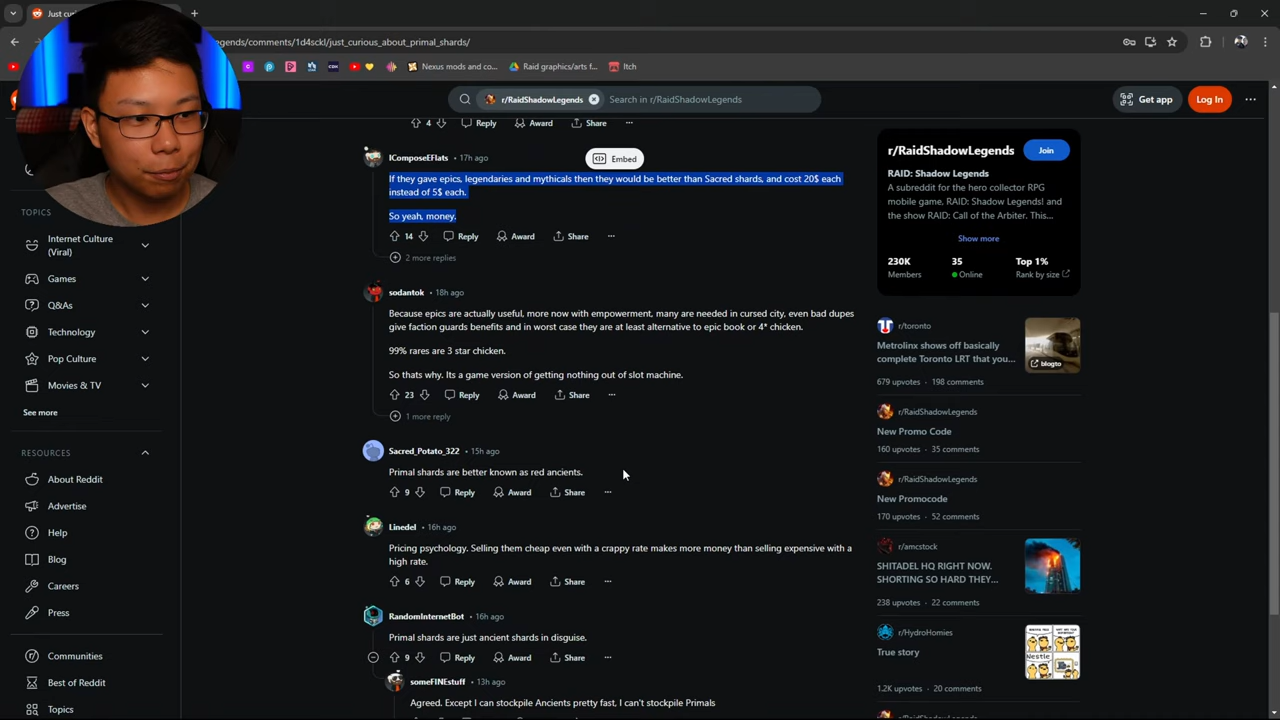 Just cu
egends/comments/1d4sckl/just_curious_about_primal_shards/
Nexus mods and co...
Raid graphics/arts f...
Itch
r/RaidShadowLegends
Search in r/RaidShadowLegends
Get app
Log In
4
Reply
Award
Share
IComposeEFlats
17h ago
Embed
If they gave epics, legendaries and mythicals then they would be better than Sacred shards, and cost 20$ each
instead of 5$ each.
So yeah, money.
14
Reply
Award
Share
2 more replies
sodantok
18h ago
Because epics are actually useful, more now with empowerment, many are needed in cursed city, even bad dupes
give faction guards benefits and in worst case they are at least alternative to epic book or 4* chicken.
99% rares are 3 star chicken.
So thats why. Its a game version of getting nothing out of slot machine.
23
Reply
Award
Share
1 more reply
Sacred_Potato_322
15h ago
Primal shards are better known as red ancients.
9
Reply
Award
Share
Linedel
16h ago
Pricing psychology. Selling them cheap even with a crappy rate makes more money than selling expensive with a
high rate.
6
Reply
Award
Share
RandomInternetBot
16h ago
Primal shards are just ancient shards in disguise.
9
Reply
Award
Share
someFINEstuff
13h ago
Agreed. Except I can stockpile Ancients pretty fast, I can't stockpile Primals
TOPICS
Internet Culture
(Viral)
Games
Q&As
Technology
Pop Culture
Movies & TV
See more
RESOURCES
About Reddit
Advertise
Help
Blog
Careers
Press
Communities
Best of Reddit
Topics
r/RaidShadowLegends
Join
RAID: Shadow Legends
A subreddit for the hero collector RPG
mobile game, RAID: Shadow Legends! and
the show RAID: Call of the Arbiter. This...
Show more
230K
35
Top 1%
Members
Online
Rank by size
r/toronto
Metrolinx shows off basically
complete Toronto LRT that you...
blogto
679 upvotes
198 comments
r/RaidShadowLegends
New Promo Code
160 upvotes
35 comments
r/RaidShadowLegends
New Promocode
170 upvotes
52 comments
r/amcstock
SHITADEL HQ RIGHT NOW.
SHORTING SO HARD THEY...
238 upvotes
22 comments
r/HydroHomies
True story
Nestle
1.2K upvotes
20 comments
r/RaidShadowLegends